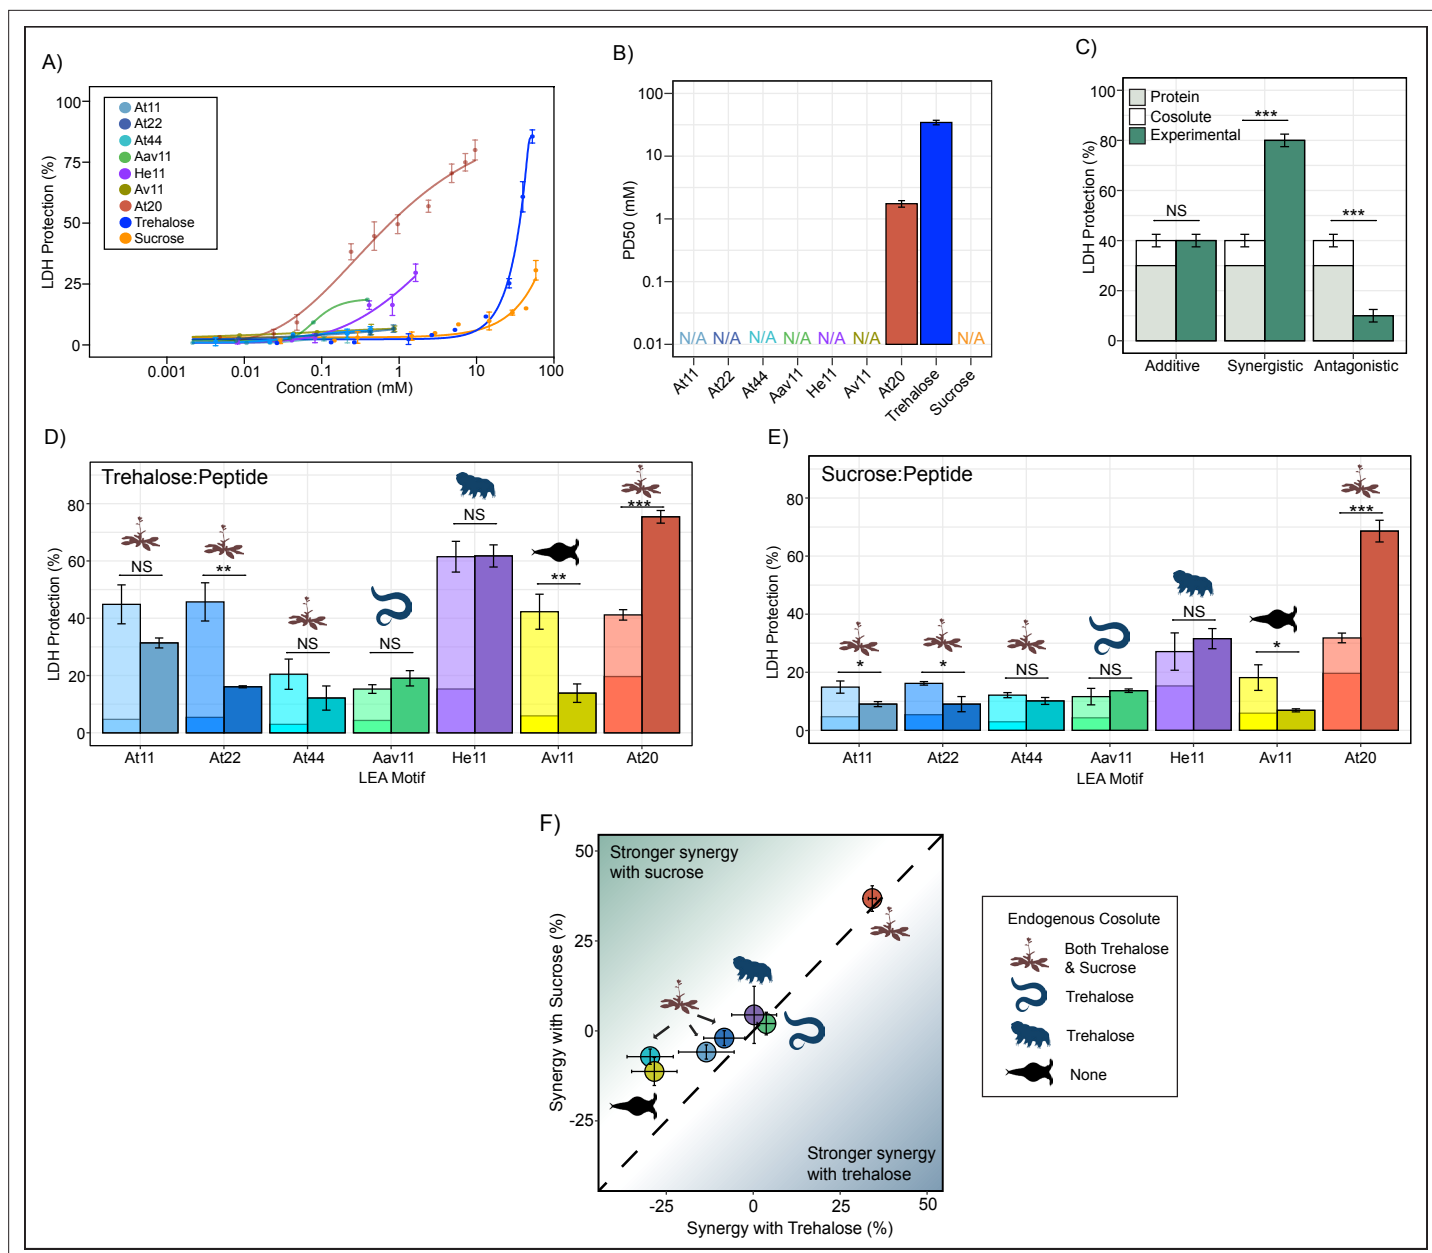 A)
LDH Protection (%)
100
75
50
25
0
At11
At22
At44
Aav11
He11
Av11
At20
Trehalose
Sucrose
0.001
0.01
0.1
1
10
100
Concentration (mM)
B)
PD50 (mM)
100
10
1
0.1
0.01
N/A
N/A
N/A
N/A
N/A
N/A
N/A
At11
At22
At44
Aav11
He11
Av11
At20
Trehalose
Sucrose
C)
LDH Protection (%)
100
80
60
40
20
0
Protein
Cosolute
Experimental
NS
***
***
Additive
Synergistic
Antagonistic
D)
Trehalose:Peptide
LDH Protection (%)
80
60
40
20
0
NS
**
NS
NS
NS
**
***
At11
At22
At44
Aav11
He11
Av11
At20
LEA Motif
E)
Sucrose:Peptide
LDH Protection (%)
80
60
40
20
0
*
*
NS
NS
NS
*
***
At11
At22
At44
Aav11
He11
Av11
At20
LEA Motif
F)
Stronger synergy
with sucrose
Synergy with Sucrose (%)
50
25
0
-25
Stronger synergy
with trehalose
-25
0
25
50
Synergy with Trehalose (%)
Endogenous Cosolute
Both Trehalose
& Sucrose
Trehalose
Trehalose
None